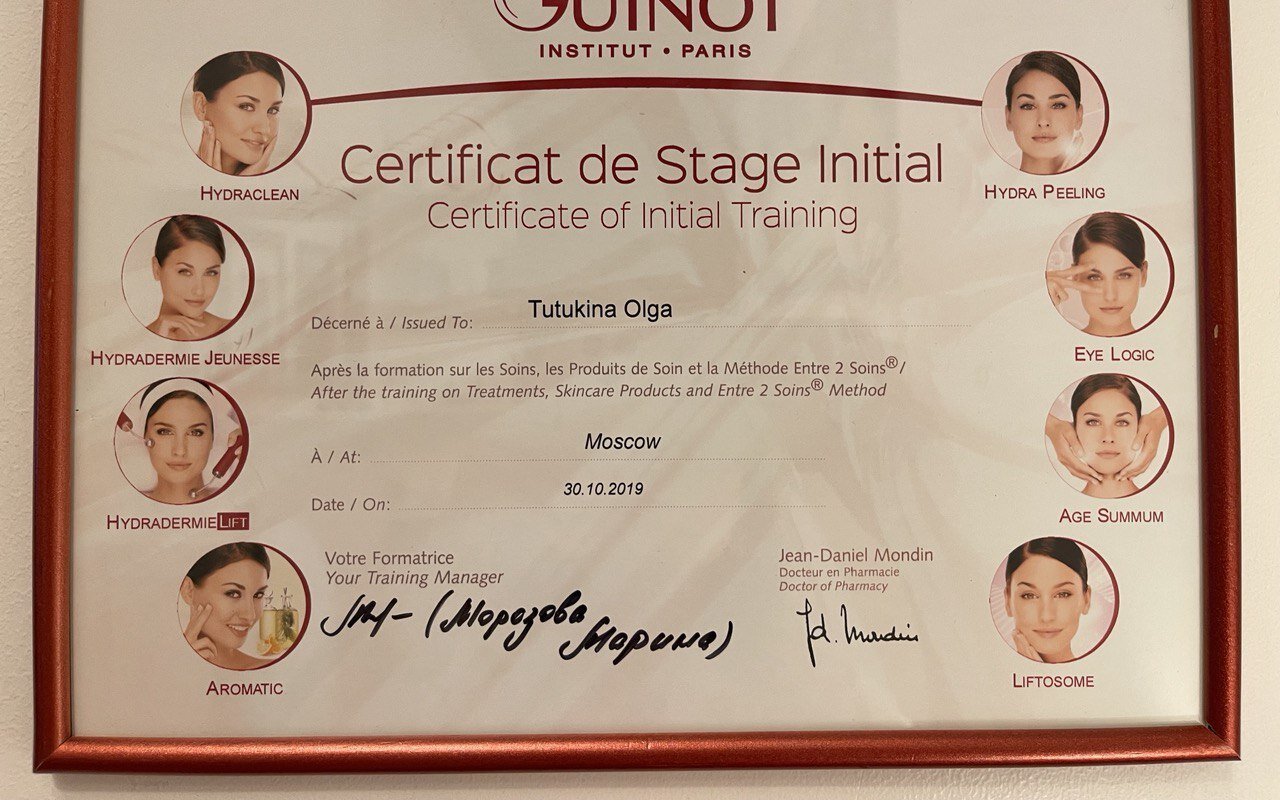 GUINOT
INSTITUT • PARIS
Certificat de Stage Initial
Certificate of Initial Training
HYDRACLEAN
HYDRA PEELING
HYDRADERMIE JEUNESSE
EYE LOGIC
HYDRADERMIE LIFT
AGE SUMMUM
AROMATIC
LIFTOSOME
Décerné à / Issued To: Tutukina Olga
Après la formation sur les Soins, les Produits de Soin et la Méthode Entre 2 Soins® /
After the training on Treatments, Skincare Products and Entre 2 Soins® Method
À / At: Moscow
Date / On: 30.10.2019
Votre Formatrice
Your Training Manager
(Морозова
Марина)
Jean-Daniel Mondin
Docteur en Pharmacie
Doctor of Pharmacy
Jd. Mondin